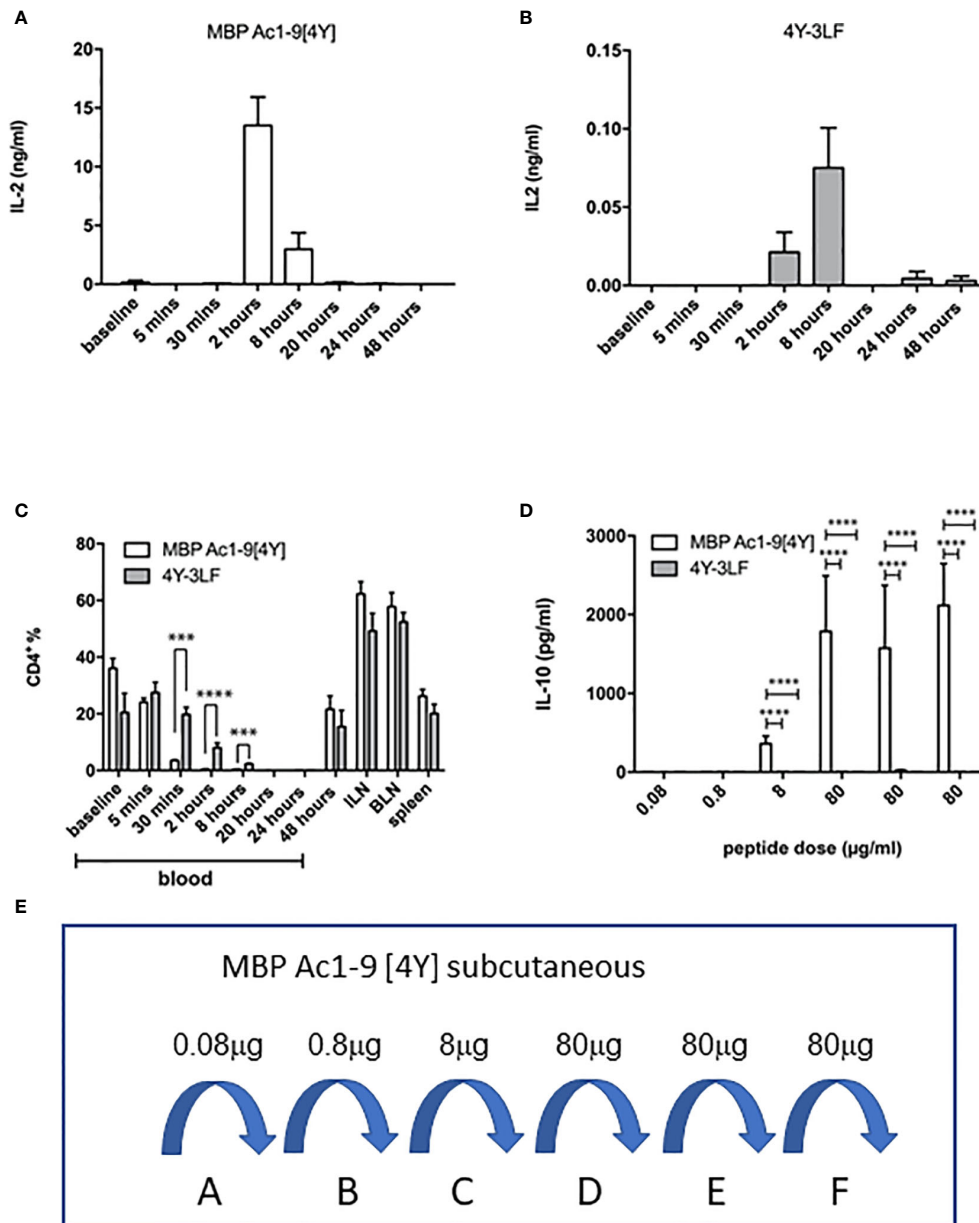 A
MBP Ac1-9[4Y]
IL-2 (ng/ml)
20
15
10
5
0
baseline
5 mins
30 mins
2 hours
8 hours
20 hours
24 hours
48 hours
B
4Y-3LF
IL2 (ng/ml)
0.15
0.10
0.05
0.00
baseline
5 mins
30 mins
2 hours
8 hours
20 hours
24 hours
48 hours
C
MBP Ac1-9[4Y]
4Y-3LF
CD4⁺ %
80
60
40
20
0
***
****
***
baseline
5 mins
30 mins
2 hours
8 hours
20 hours
24 hours
48 hours
ILN
BLN
spleen
blood
D
MBP Ac1-9[4Y]
4Y-3LF
IL-10 (pg/ml)
3000
2000
1000
0
****
****
****
****
****
****
****
****
0.08
0.8
8
80
80
80
peptide dose (µg/ml)
E
MBP Ac1-9 [4Y] subcutaneous
0.08µg 0.8µg 8µg 80µg 80µg 80µg
A B C D E F